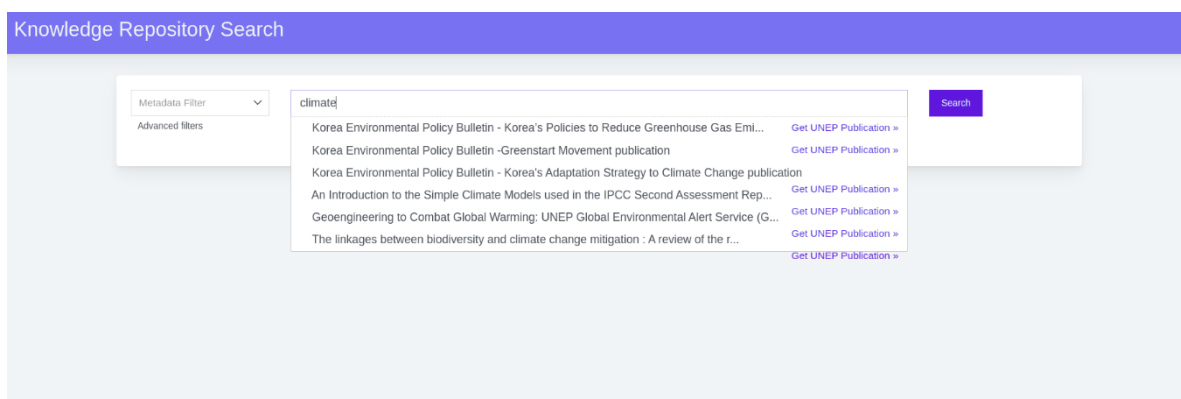 Knowledge Repository Search
Metadata Filter
climate
Search
Advanced filters
Korea Environmental Policy Bulletin - Korea's Policies to Reduce Greenhouse Gas Emi... Get UNEP Publication »
Korea Environmental Policy Bulletin -Greenstart Movement publication Get UNEP Publication »
Korea Environmental Policy Bulletin - Korea's Adaptation Strategy to Climate Change publication
Get UNEP Publication »
An Introduction to the Simple Climate Models used in the IPCC Second Assessment Rep...
Get UNEP Publication »
Geoengineering to Combat Global Warming: UNEP Global Environmental Alert Service (G...
Get UNEP Publication »
The linkages between biodiversity and climate change mitigation : A review of the r...
Get UNEP Publication »